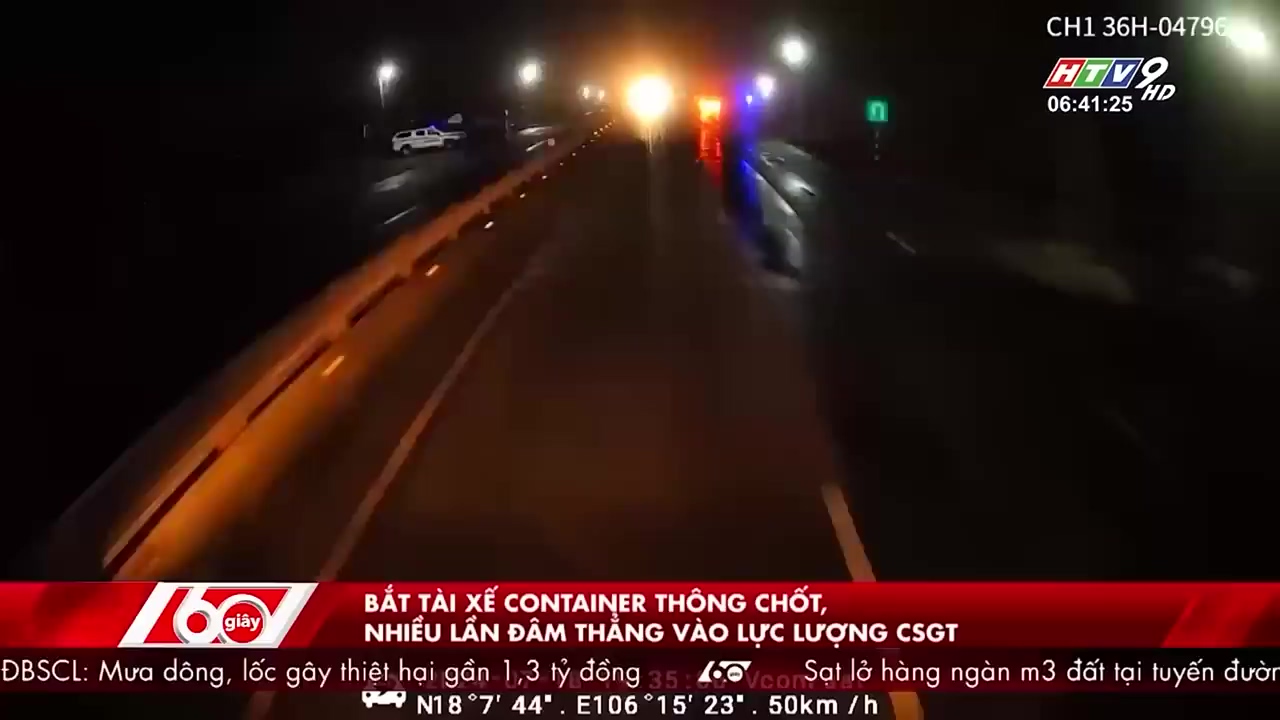 CH1 36H-04796
HTV9 HD
06:41:25
60 giây
BẮT TÀI XẾ CONTAINER THÔNG CHỐT,
NHIỀU LẦN ĐÂM THẲNG VÀO LỰC LƯỢNG CSGT
ĐBSCL: Mưa dông, lốc gây thiệt hại gần 1,3 tỷ đồng 60 Sạt lở hàng ngàn m3 đất tại tuyến đườn
N18°7' 44". E106°15' 23". 50km/h